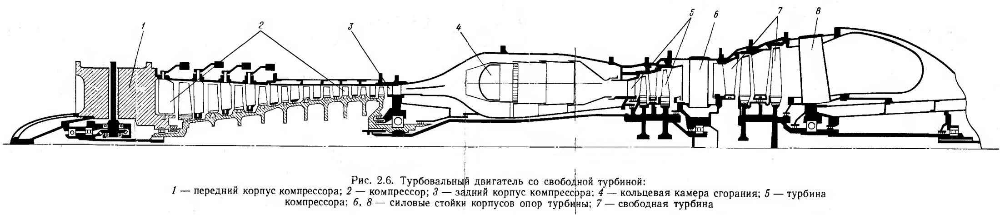 1 2 3 4 5 6 7 8
Рис. 2.6. Турбовальный двигатель со свободной турбиной:
1 — передний корпус компрессора; 2 — компрессор; 3 — задний корпус компрессора; 4 — кольцевая камера сгорания; 5 — турбина
компрессора; 6, 8 — силовые стойки корпусов опор турбины; 7 — свободная турбина